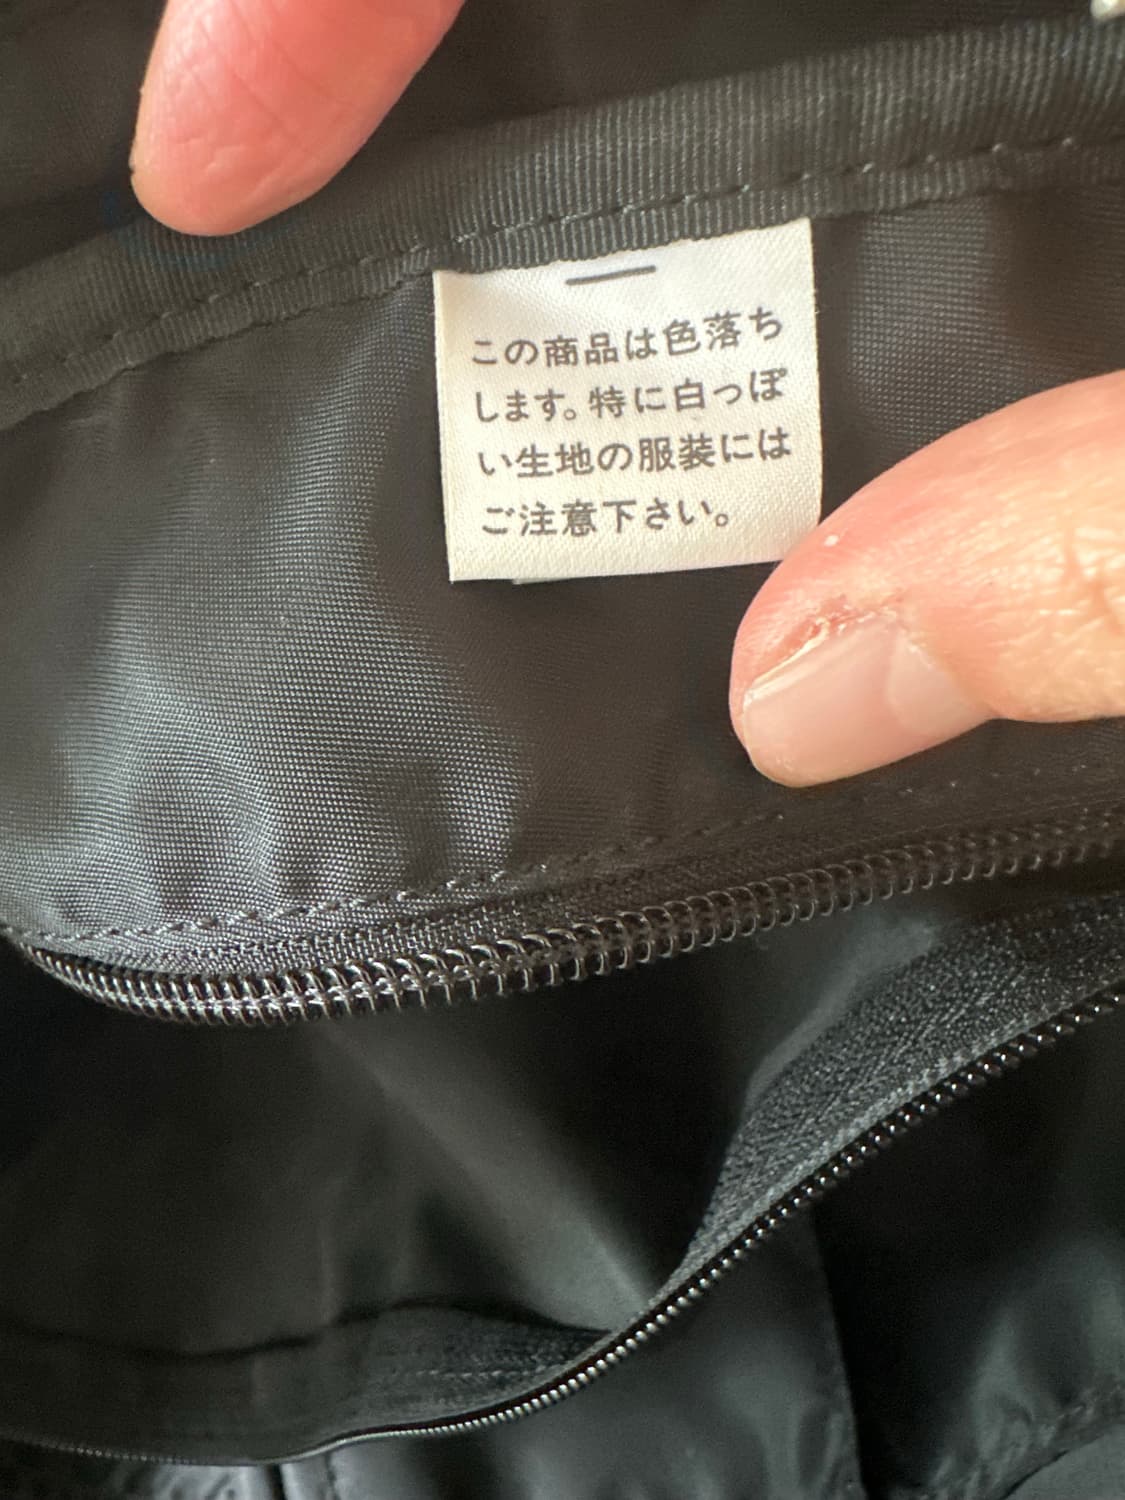 この商品は色落ち
します。特に白っぽ
い生地の服装には
ご注意下さい。